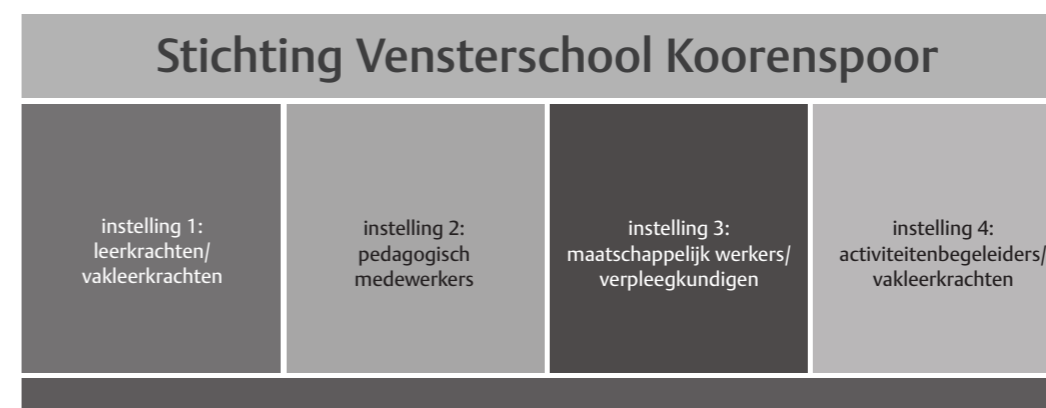 Stichting Vensterschool Koorenspoor
instelling 1:
leerkrachten/
vakleerkrachten
instelling 2:
pedagogisch
medewerkers
instelling 3:
maatschappelijk werkers/
verpleegkundigen
instelling 4:
activiteitenbegeleiders/
vakleerkrachten